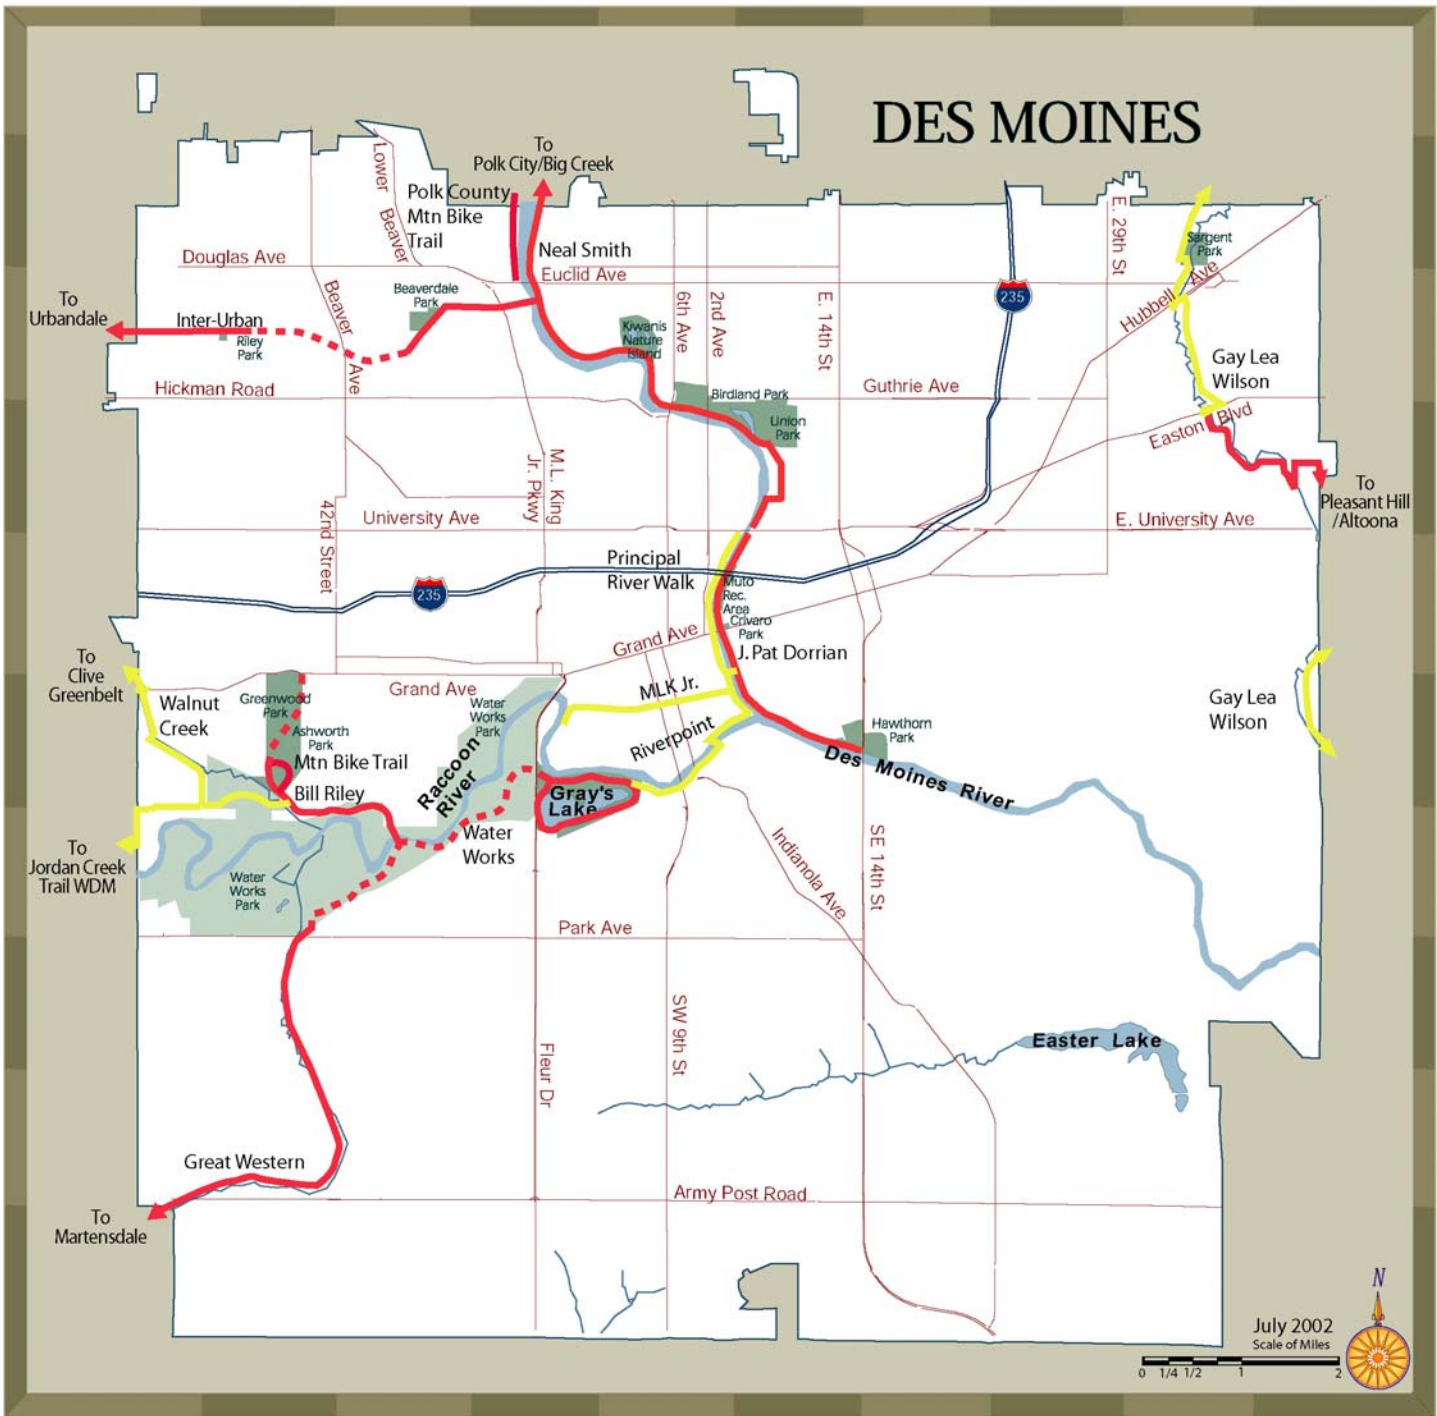 DES MOINES
To
Polk City/Big Creek
Polk County
Mtn Bike
Trail
Lower
Beaver
Neal Smith
Euclid Ave
Douglas Ave
Beaverdale
Park
To
Urbandale
Inter-Urban
Riley
Park
Beaver
Ave
Hickman Road
Kiwanis
Nature
Island
6th Ave
2nd Ave
E. 14th St
235
E. 29th St
Sargent
Park
Hubbell Ave
Gay Lea
Wilson
Guthrie Ave
Birdland Park
Union
Park
Easton Blvd
To
Pleasant Hill
/Altoona
M.L. King
Jr. Pkwy
42nd Street
University Ave
E. University Ave
Principal
River Walk
235
Muto
Rec.
Area
Crivaro
Park
Grand Ave
J. Pat Dorrian
To
Clive
Greenbelt
Walnut
Creek
Greenwood
Park
Grand Ave
Water
Works
Park
MLK Jr.
Riverpoint
Ashworth
Park
Mtn Bike Trail
Bill Riley
Raccoon
River
Gray's
Lake
Hawthorn
Park
Des Moines River
Gay Lea
Wilson
Water
Works
To
Jordan Creek
Trail WDM
Water
Works
Park
Indianola Ave
SE 14th St
Park Ave
SW 9th St
Fleur Dr
Easter Lake
Great Western
Army Post Road
To
Martensdale
N
July 2002
Scale of Miles
0 1/4 1/2 1 2